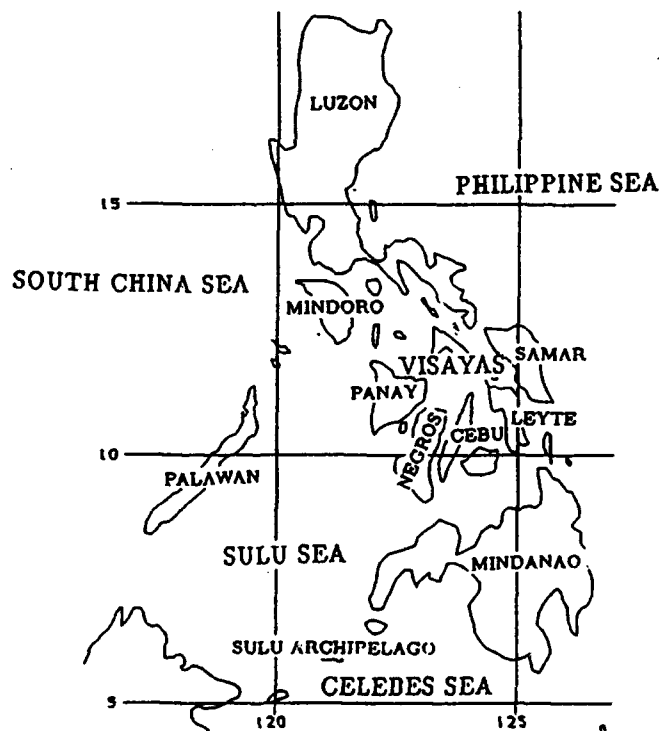 LUZON
PHILIPPINE SEA
15
SOUTH CHINA SEA
MINDORO
VISAYAS
SAMAR
PANAY
LEYTE
CEBU
NEGROS
10
PALAWAN
SULU SEA
MINDANAO
SULU ARCHIPELAGO
CELEDES SEA
5
120
125